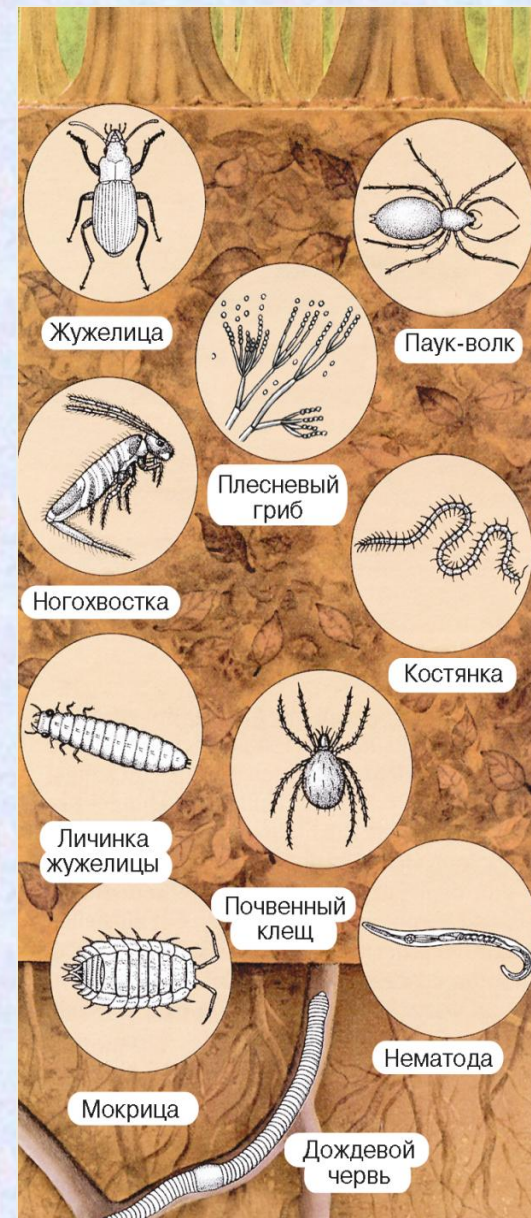 Жужелица
Паук-волк
Плесневый
гриб
Ногохвостка
Костянка
Личинка
жужелицы
Почвенный
клещ
Нематода
Мокрица
Дождевой
червь